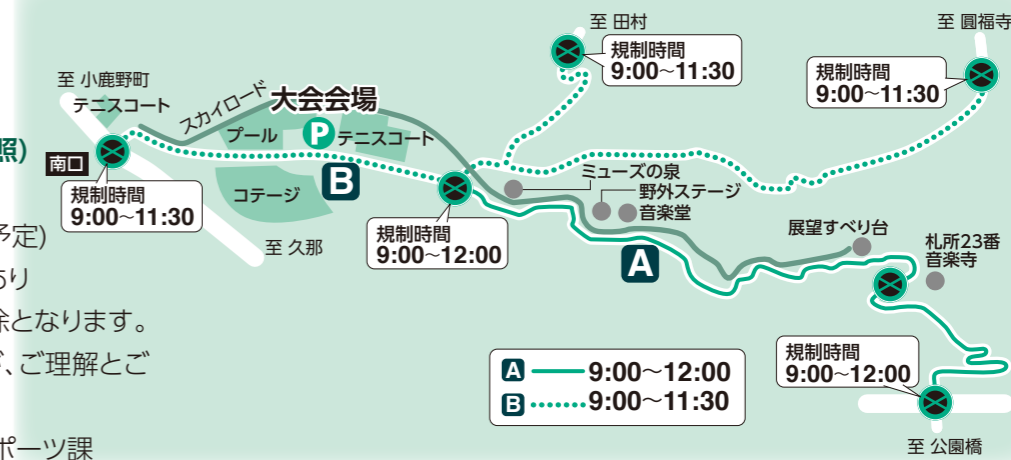 照)
予定)
あり
除となります。
、ご理解とご
ポーツ課
至 田村
規制時間
9:00~11:30
至 圓福寺
規制時間
9:00~11:30
至 小鹿野町
テニスコート
スカイロード
大会会場
プール
P
テニスコート
南口
規制時間
9:00~11:30
B
コテージ
至 久那
規制時間
9:00~12:00
ミューズの泉
野外ステージ
音楽堂
A
展望すべり台
札所23番
音楽寺
A 9:00~12:00
B 9:00~11:30
規制時間
9:00~12:00
至 公園橋